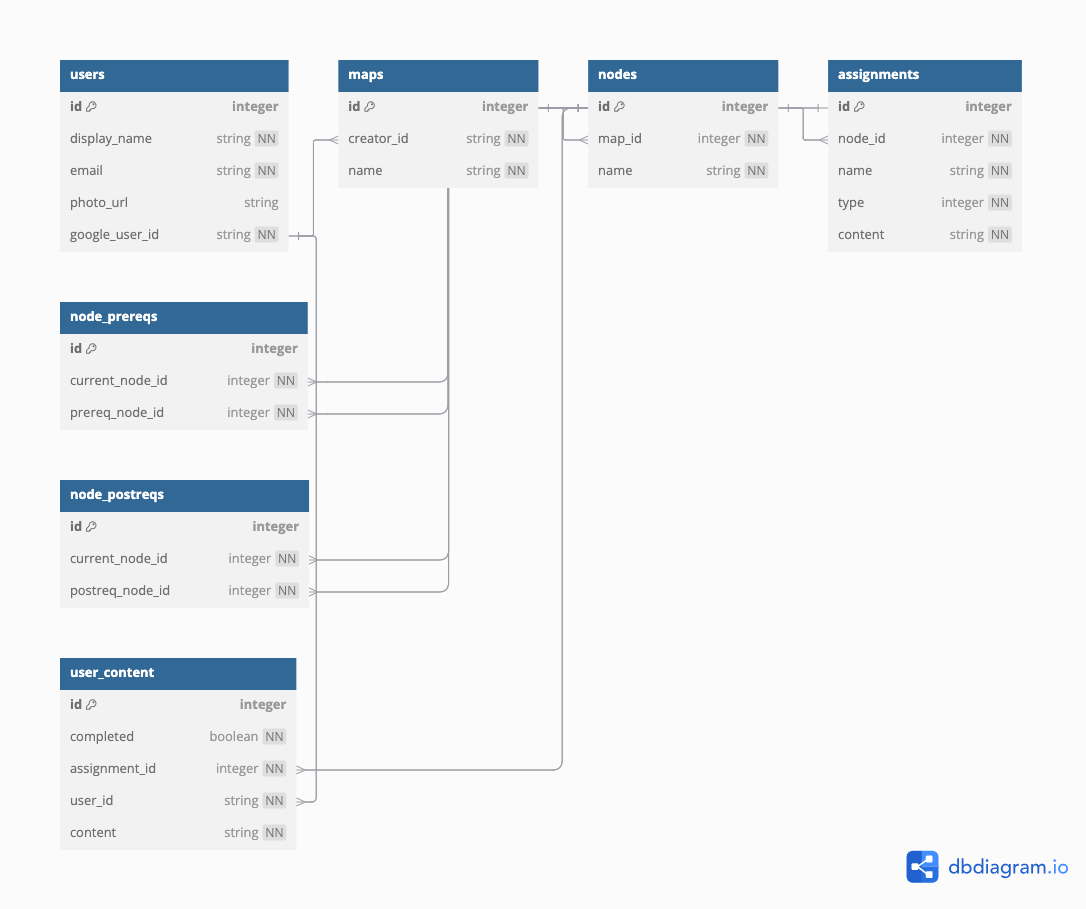 users
id integer
display_name string NN
email string NN
photo_url string
google_user_id string NN
maps
id integer
creator_id string NN
name string NN
nodes
id integer
map_id integer NN
name string NN
assignments
id integer
node_id integer NN
name string NN
type integer NN
content string NN
node_prereqs
id integer
current_node_id integer NN
prereq_node_id integer NN
node_postreqs
id integer
current_node_id integer NN
postreq_node_id integer NN
user_content
id integer
completed boolean NN
assignment_id integer NN
user_id string NN
content string NN
dbdiagram.io